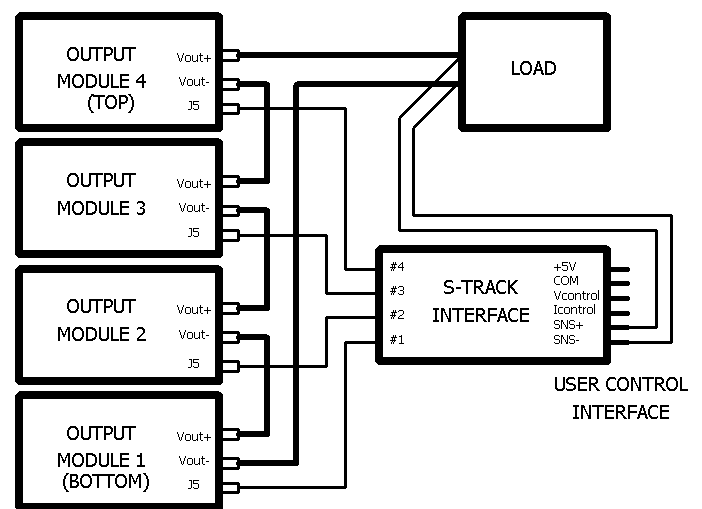 OUTPUT
MODULE 4
(TOP)
Vout+
Vout-
J5
LOAD
OUTPUT
MODULE 3
Vout+
Vout-
J5
OUTPUT
MODULE 2
Vout+
Vout-
J5
OUTPUT
MODULE 1
(BOTTOM)
Vout+
Vout-
J5
#4
#3
#2
#1
S-TRACK
INTERFACE
+5V
COM
Vcontrol
Icontrol
SNS+
SNS-
USER CONTROL
INTERFACE